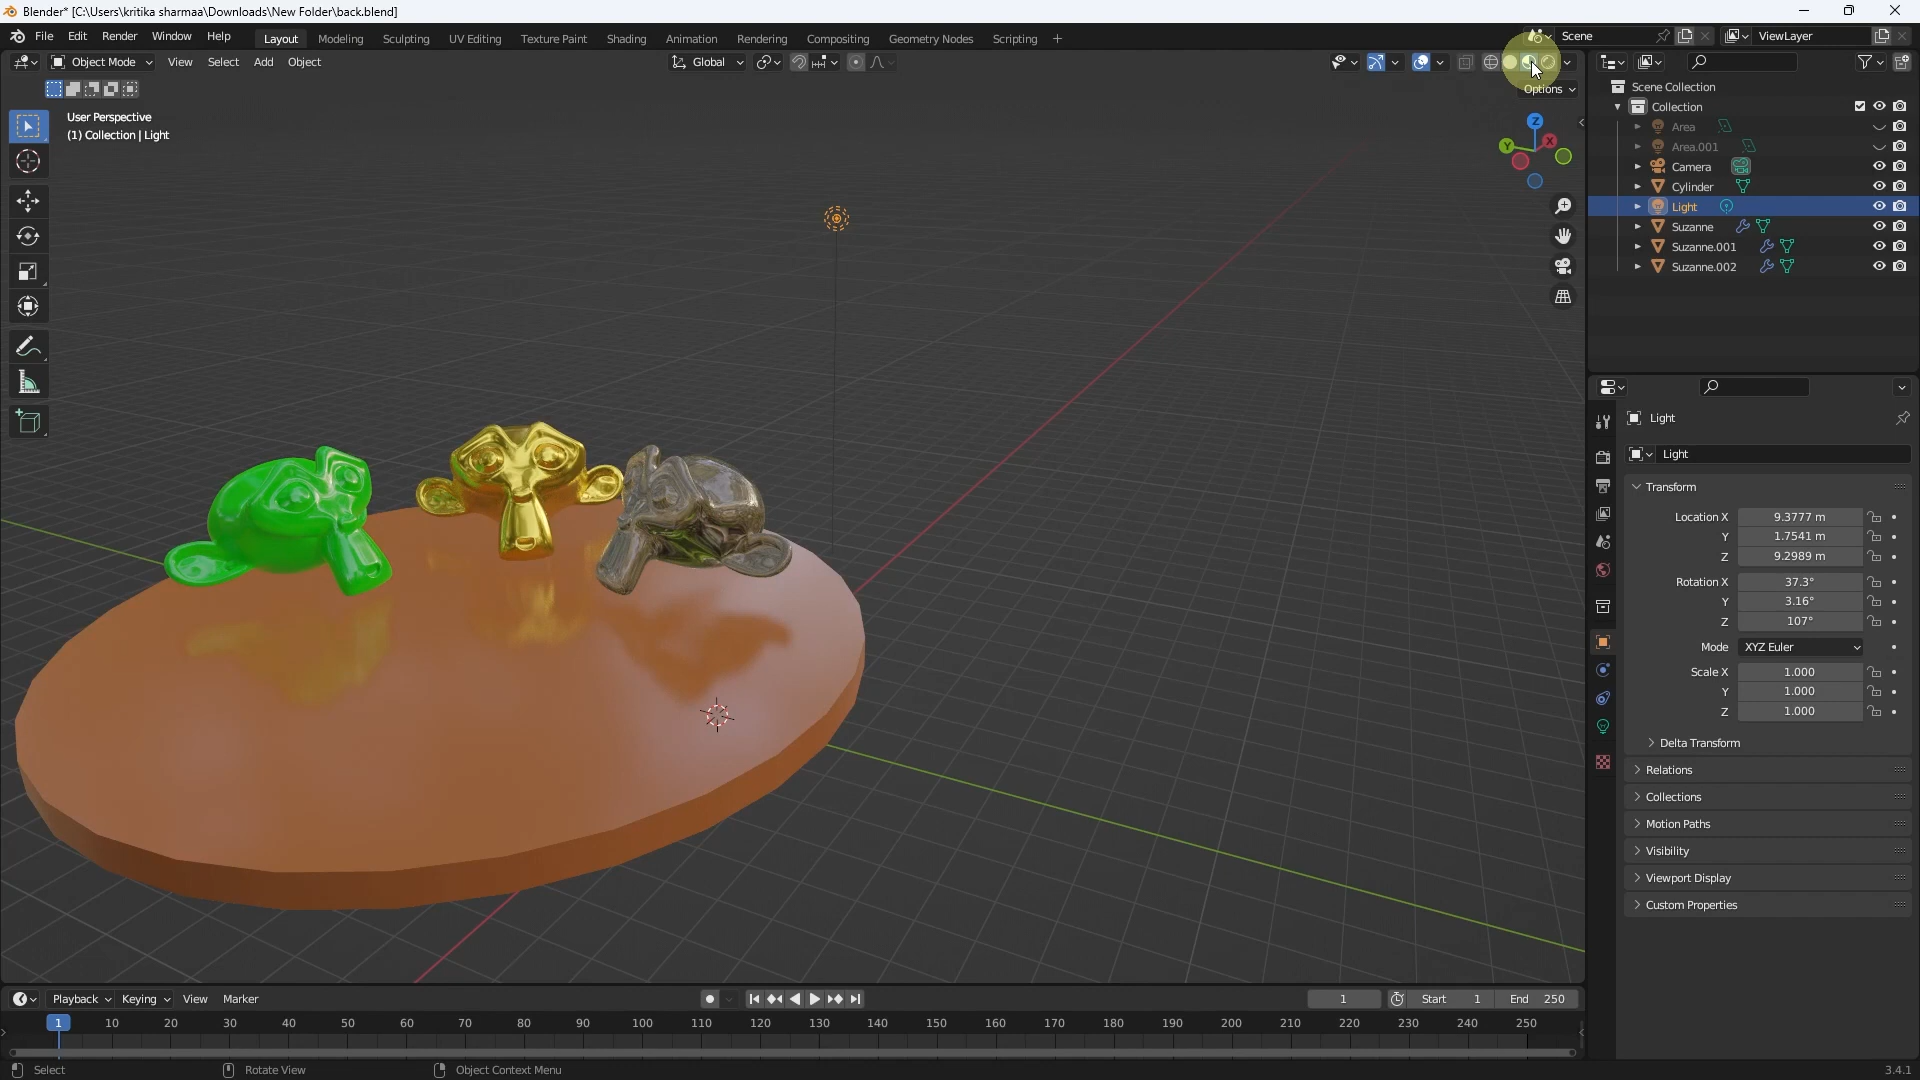 Blender* [C:\Users\kritika sharmaa\Downloads\New Folder\back.blend]
File Edit Render Window Help Layout Modeling Sculpting UV Editing Texture Paint Shading Animation Rendering Compositing Geometry Nodes Scripting + Scene ViewLayer
Object Mode View Select Add Object Global
Options
User Perspective
(1) Collection | Light
Z
X
Y
Scene Collection
Collection
Area
Area.001
Camera
Cylinder
Light
Suzanne
Suzanne.001
Suzanne.002
Light
Light
Transform
Location X 9.3777 m
Y 1.7541 m
Z 9.2989 m
Rotation X 37.3°
Y 3.16°
Z 107°
Mode XYZ Euler
Scale X 1.000
Y 1.000
Z 1.000
Delta Transform
Relations
Collections
Motion Paths
Visibility
Viewport Display
Custom Properties
Playback Keying View Marker 1 Start 1 End 250
1 10 20 30 40 50 60 70 80 90 100 110 120 130 140 150 160 170 180 190 200 210 220 230 240 250
Select Rotate View Object Context Menu 3.4.1